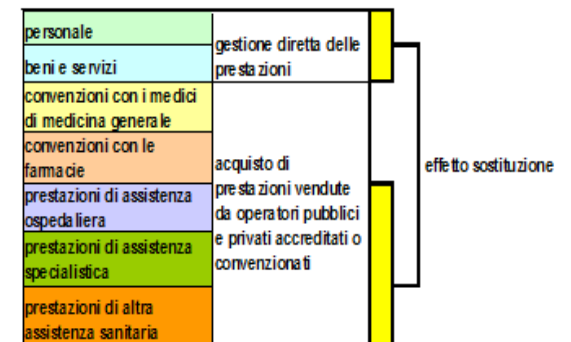 personale
beni e servizi
gestione diretta delle
prestazioni
convenzioni con i medici
di medicina generale
convenzioni con le
farmacie
prestazioni di assistenza
ospedaliera
prestazioni di assistenza
specialistica
prestazioni di altra
assistenza sanitaria
acquisto di
prestazioni vendute
da operatori pubblici
e privati accreditati o
convenzionati
effetto sostituzione